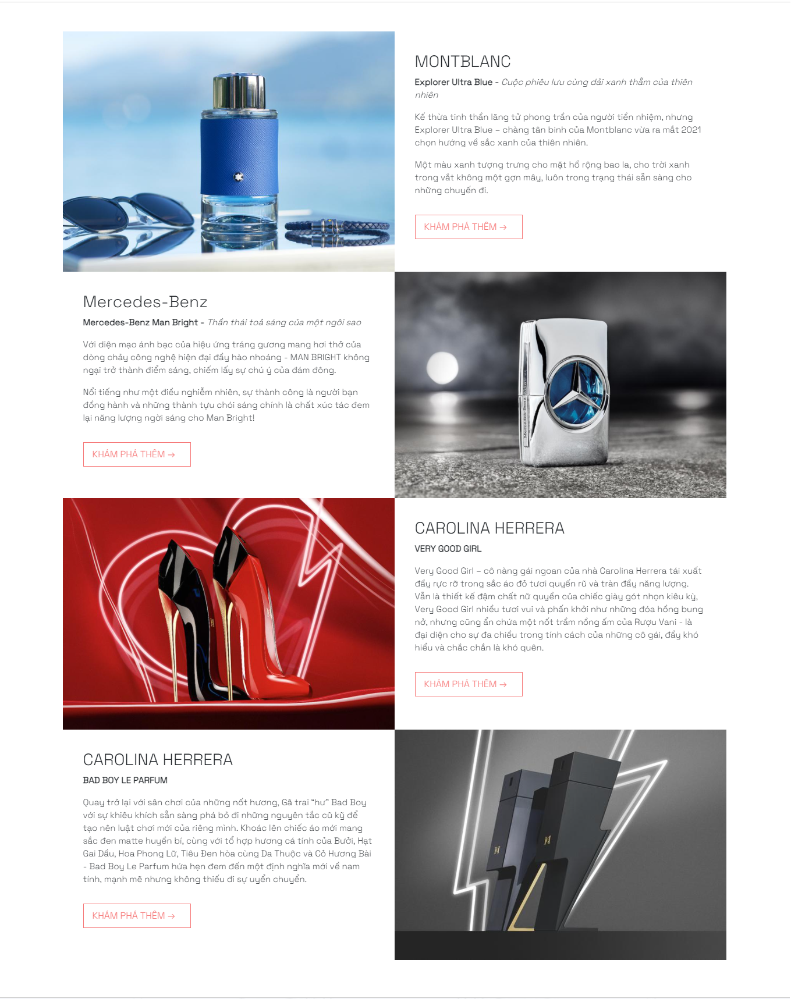 MONTBLANC
Explorer Ultra Blue - Cuộc phiêu lưu cùng dải xanh thẳm của thiên
nhiên
Kế thừa tinh thần lãng tử phong trần của người tiền nhiệm, nhưng
Explorer Ultra Blue – chàng tân binh của Montblanc vừa ra mắt 2021
chọn hướng về sắc xanh của thiên nhiên.
Một màu xanh tượng trưng cho mặt hồ rộng bao la, cho trời xanh
trong vắt không một gợn mây, luôn trong trạng thái sẵn sàng cho
những chuyến đi.
KHÁM PHÁ THÊM →
Mercedes-Benz
Mercedes-Benz Man Bright - Thần thái toả sáng của một ngôi sao
Với diện mạo ánh bạc của hiệu ứng tráng gương mang hơi thở của
dòng chảy công nghệ hiện đại đầy hào nhoáng - MAN BRIGHT không
ngại trở thành điểm sáng, chiếm lấy sự chú ý của đám đông.
Nổi tiếng như một điều nghiễm nhiên, sự thành công là người bạn
đồng hành và những thành tựu chói sáng chính là chất xúc tác đem
lại năng lượng ngời sáng cho Man Bright!
KHÁM PHÁ THÊM →
Mercedes-Benz Man
CAROLINA HERRERA
VERY GOOD GIRL
Very Good Girl – cô nàng gái ngoan của nhà Carolina Herrera tái xuất
đầy rực rỡ trong sắc áo đỏ tươi quyến rũ và tràn đầy năng lượng.
Vẫn là thiết kế đậm chất nữ quyền của chiếc giày gót nhọn kiêu kỳ,
Very Good Girl nhiều tươi vui và phấn khởi như những đóa hồng bung
nở, nhưng cũng ẩn chứa một nốt trầm nồng ấm của Rượu Vani - là
đại diện cho sự đa chiều trong tính cách của những cô gái, đầy khó
hiểu và chắc chắn là khó quên.
KHÁM PHÁ THÊM →
CAROLINA HERRERA
BAD BOY LE PARFUM
Quay trở lại với sân chơi của những nốt hương, Gã trai “hư” Bad Boy
với sự khiêu khích sẵn sàng phá bỏ đi những nguyên tắc cũ kỹ để
tạo nên luật chơi mới của riêng mình. Khoác lên chiếc áo mới mang
sắc đen matte huyền bí, cùng với tổ hợp hương cá tính của Bưởi, Hạt
Gai Dầu, Hoa Phong Lữ, Tiêu Đen hòa cùng Da Thuộc và Cỏ Hương Bài
- Bad Boy Le Parfum hứa hẹn đem đến một định nghĩa mới về nam
tính, mạnh mẽ nhưng không thiếu đi sự uyển chuyển.
KHÁM PHÁ THÊM →